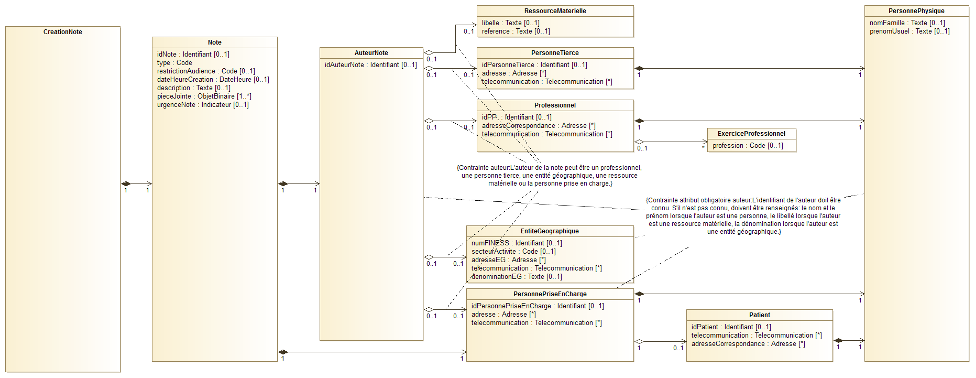 CreationNote
Note
idNote : Identifiant [0..1]
type : Code
restrictionAudience : Code [0..1]
dateHeureCreation : DateHeure [0..1]
description : Texte [0..1]
pieceJointe : ObjetBinaire [1..*]
urgenceNote : Indicateur [0..1]
AuteurNote
idAuteurNote : Identifiant [0..1]
RessourceMaterielle
libelle : Texte [0..1]
reference : Texte [0..1]
PersonneTierce
idPersonneTierce : Identifiant [0..1]
adresse : Adresse [*]
telecommunication : Telecommunication [*]
Professionnel
idPP : Identifiant [0..1]
adresseCorrespondance : Adresse [*]
telecommunication : Telecommunication [*]
ExerciceProfessionnel
profession : Code [0..1]
PersonnePhysique
nomFamille : Texte [0..1]
prenomUsuel : Texte [0..1]
{Contrainte auteur:L'auteur de la note peut être un professionnel,
une personne tierce, une entité géographique, une ressource
matérielle ou la personne prise en charge.}
{Contrainte attribut obligatoire auteur:L'identifiant de l'auteur doit être
connu. S'il n'est pas connu, doivent être renseignés: le nom et le
prénom lorsque l'auteur est une personne, le libellé lorsque l'auteur
est une ressource matérielle, la dénomination lorsque l'auteur est
une entité géographique.}
EntiteGeographique
numFINESS : Identifiant [0..1]
secteurActivite : Code [0..1]
adresseEG : Adresse [*]
telecommunication : Telecommunication [*]
denominationEG : Texte [0..1]
PersonnePriseEnCharge
idPersonnePriseEnCharge : Identifiant [0..1]
adresse : Adresse [*]
telecommunication : Telecommunication [*]
Patient
idPatient : Identifiant [0..1]
telecommunication : Telecommunication [*]
adresseCorrespondance : Adresse [*]
1
1
1
1
1
1
0..1
0..1
0..1
0..1
0..1
0..1
0..1
0..1
0..1
0..1
1
1
1
1
0..1
*
1
1
1
0..1
1
1